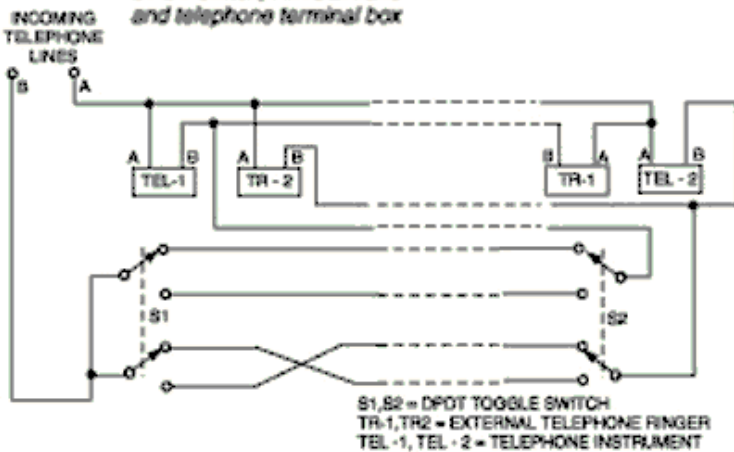 and telephone terminal box
INCOMING
TELEPHONE
LINES
B A
A B A B B A A B
TEL-1 TR - 2 TR-1 TEL - 2
S1 S2
S1,S2 = DPDT TOGGLE SWITCH
TR-1,TR2 = EXTERNAL TELEPHONE RINGER
TEL -1, TEL - 2 = TELEPHONE INSTRUMENT